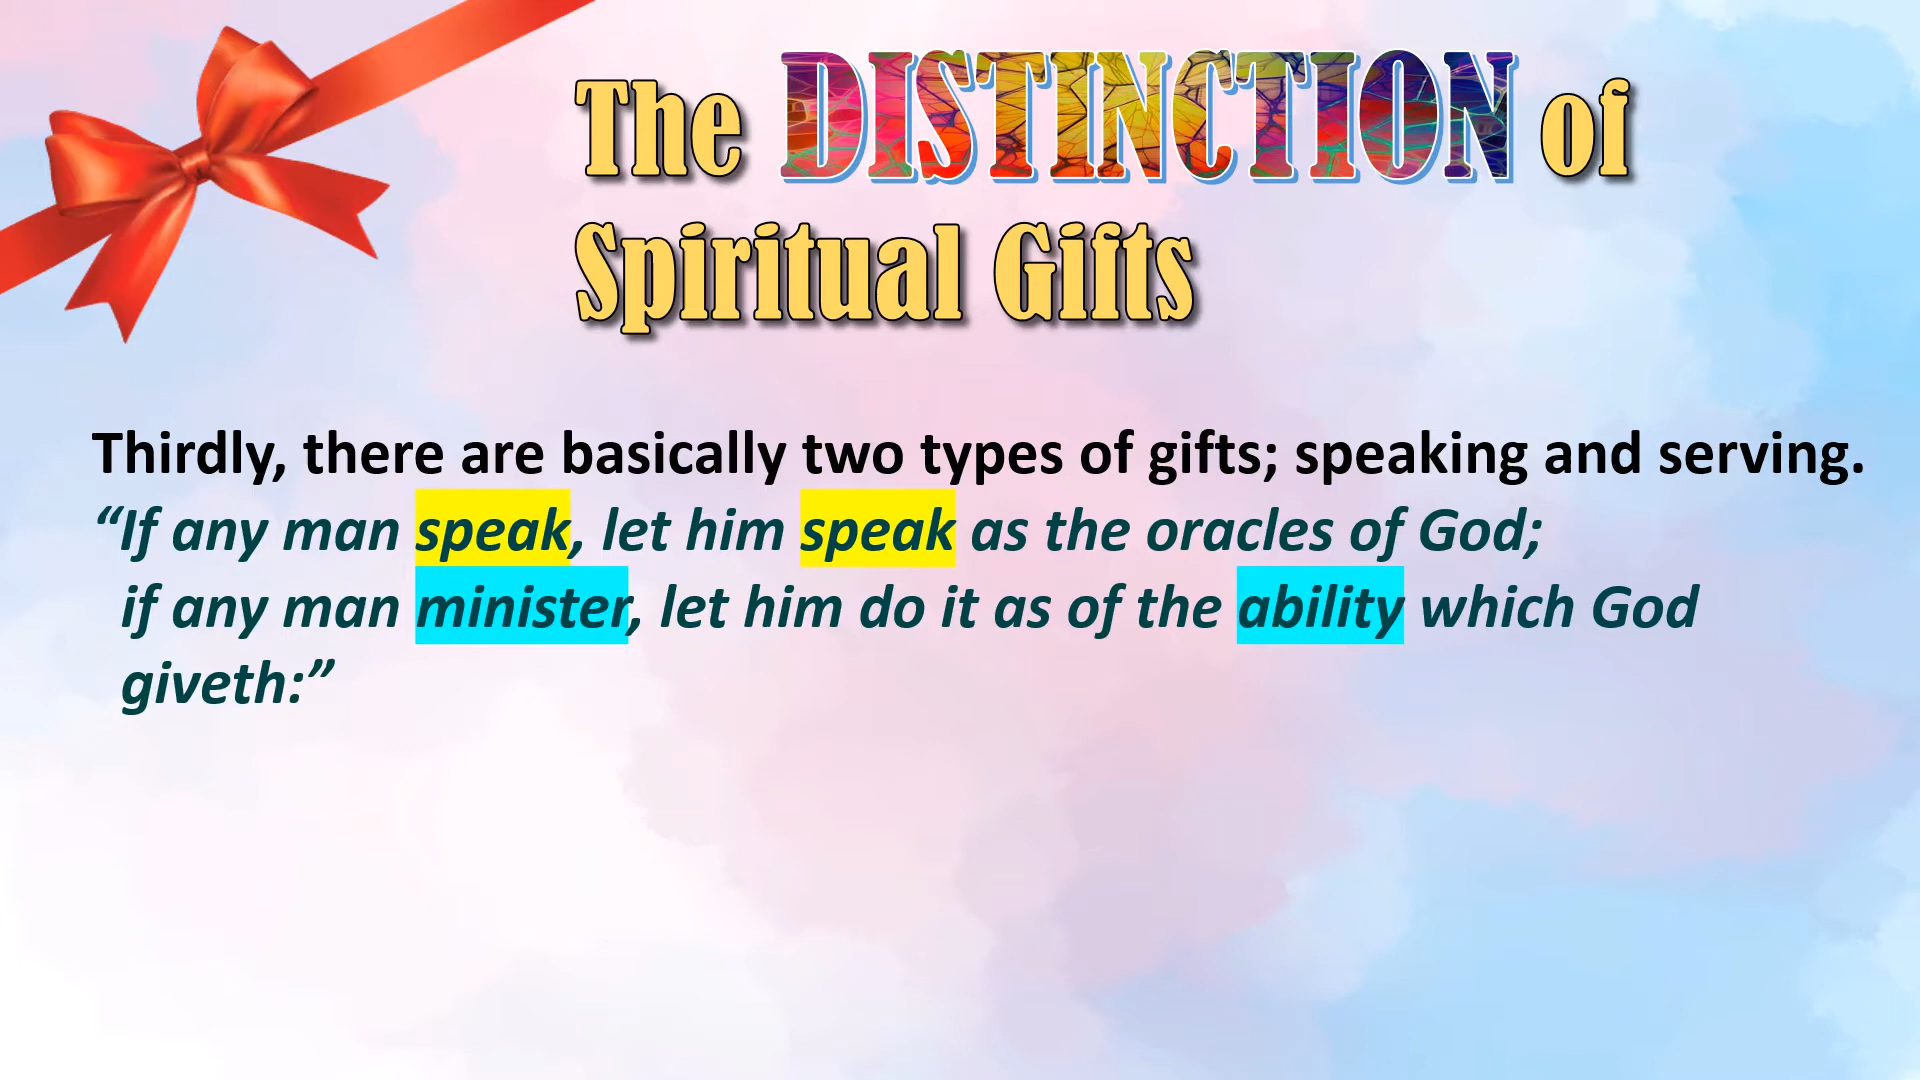 The DISTINCTION of
Spiritual Gifts
Thirdly, there are basically two types of gifts; speaking and serving.
“If any man speak, let him speak as the oracles of God;
if any man minister, let him do it as of the ability which God
giveth:”